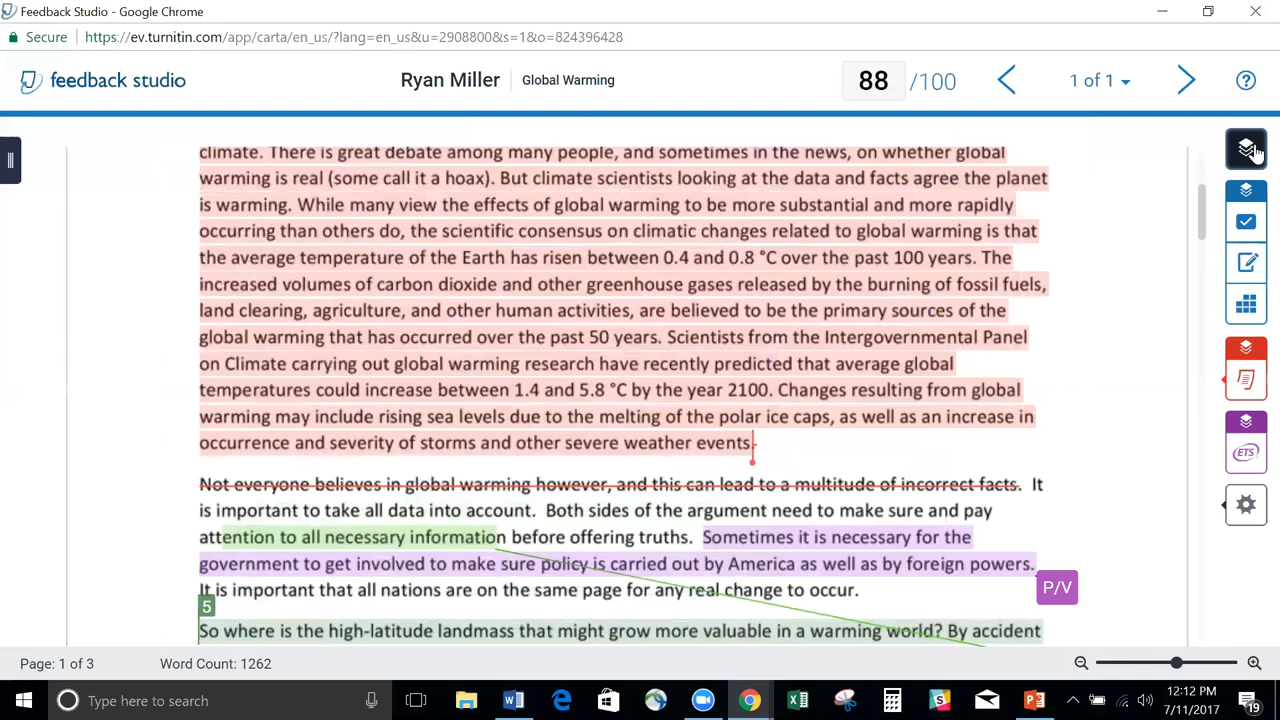 Feedback Studio - Google Chrome
Secure https://ev.turnitin.com/app/carta/en_us/?lang=en_us&u=2908800&s=1&o=824396428
feedback studio
Ryan Miller Global Warming
88 /100
1 of 1
?
climate. There is great debate among many people, and sometimes in the news, on whether global
warming is real (some call it a hoax). But climate scientists looking at the data and facts agree the planet
is warming. While many view the effects of global warming to be more substantial and more rapidly
occurring than others do, the scientific consensus on climatic changes related to global warming is that
the average temperature of the Earth has risen between 0.4 and 0.8 °C over the past 100 years. The
increased volumes of carbon dioxide and other greenhouse gases released by the burning of fossil fuels,
land clearing, agriculture, and other human activities, are believed to be the primary sources of the
global warming that has occurred over the past 50 years. Scientists from the Intergovernmental Panel
on Climate carrying out global warming research have recently predicted that average global
temperatures could increase between 1.4 and 5.8 °C by the year 2100. Changes resulting from global
warming may include rising sea levels due to the melting of the polar ice caps, as well as an increase in
occurrence and severity of storms and other severe weather events.
Not everyone believes in global warming however, and this can lead to a multitude of incorrect facts. It
is important to take all data into account. Both sides of the argument need to make sure and pay
attention to all necessary information before offering truths. Sometimes it is necessary for the
government to get involved to make sure policy is carried out by America as well as by foreign powers.
It is important that all nations are on the same page for any real change to occur.
P/V
5
So where is the high-latitude landmass that might grow more valuable in a warming world? By accident
ETS
Page: 1 of 3 Word Count: 1262
Type here to search
12:12 PM
7/11/2017
19